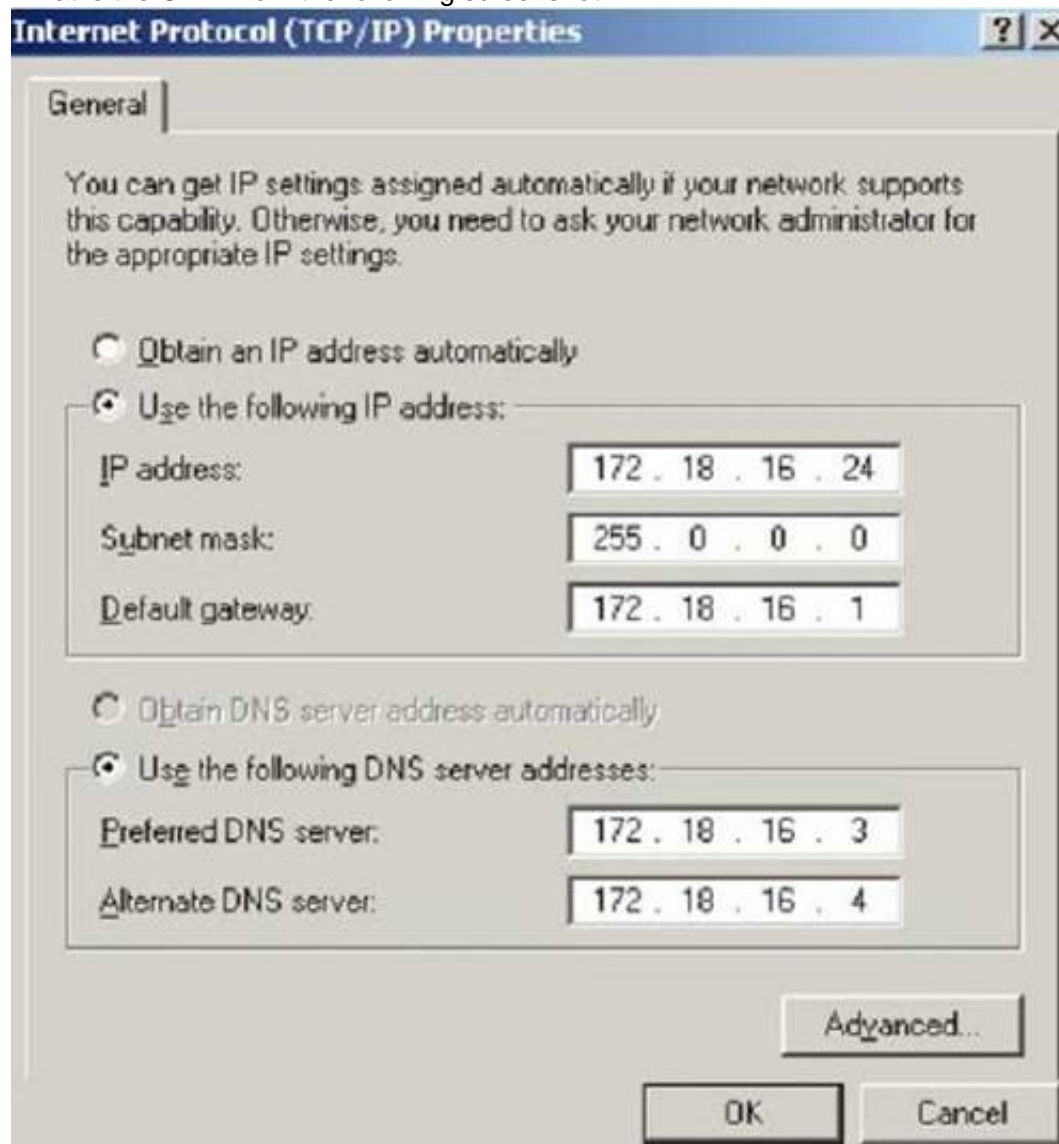 Internet Protocol (TCP/IP) Properties
General
You can get IP settings assigned automatically if your network supports
this capability. Otherwise, you need to ask your network administrator for
the appropriate IP settings.
Obtain an IP address automatically
Use the following IP address:
IP address: 172 . 18 . 16 . 24
Subnet mask: 255 . 0 . 0 . 0
Default gateway: 172 . 18 . 16 . 1
Obtain DNS server address automatically
Use the following DNS server addresses:
Preferred DNS server: 172 . 18 . 16 . 3
Alternate DNS server: 172 . 18 . 16 . 4
Advanced...
OK Cancel